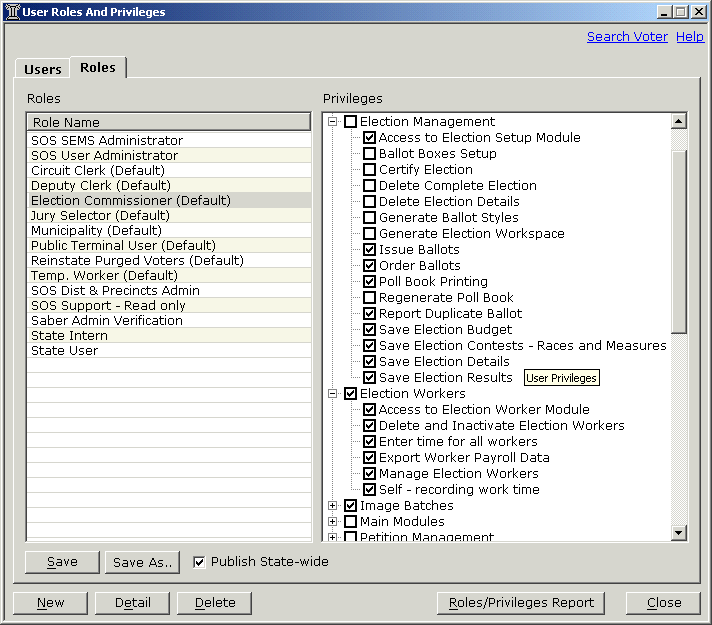 User Roles And Privileges
Search Voter Help
Users Roles
Roles
Role Name
SOS SEMS Administrator
SOS User Administrator
Circuit Clerk (Default)
Deputy Clerk (Default)
Election Commissioner (Default)
Jury Selector (Default)
Municipality (Default)
Public Terminal User (Default)
Reinstate Purged Voters (Default)
Temp. Worker (Default)
SOS Dist & Precincts Admin
SOS Support - Read only
Saber Admin Verification
State Intern
State User
Privileges
Election Management
Access to Election Setup Module
Ballot Boxes Setup
Certify Election
Delete Complete Election
Delete Election Details
Generate Ballot Styles
Generate Election Workspace
Issue Ballots
Order Ballots
Poll Book Printing
Regenerate Poll Book
Report Duplicate Ballot
Save Election Budget
Save Election Contests - Races and Measures
Save Election Details
Save Election Results
User Privileges
Election Workers
Access to Election Worker Module
Delete and Inactivate Election Workers
Enter time for all workers
Export Worker Payroll Data
Manage Election Workers
Self - recording work time
Image Batches
Main Modules
Petition Management
Save Save As.. Publish State-wide
New Detail Delete Roles/Privileges Report Close